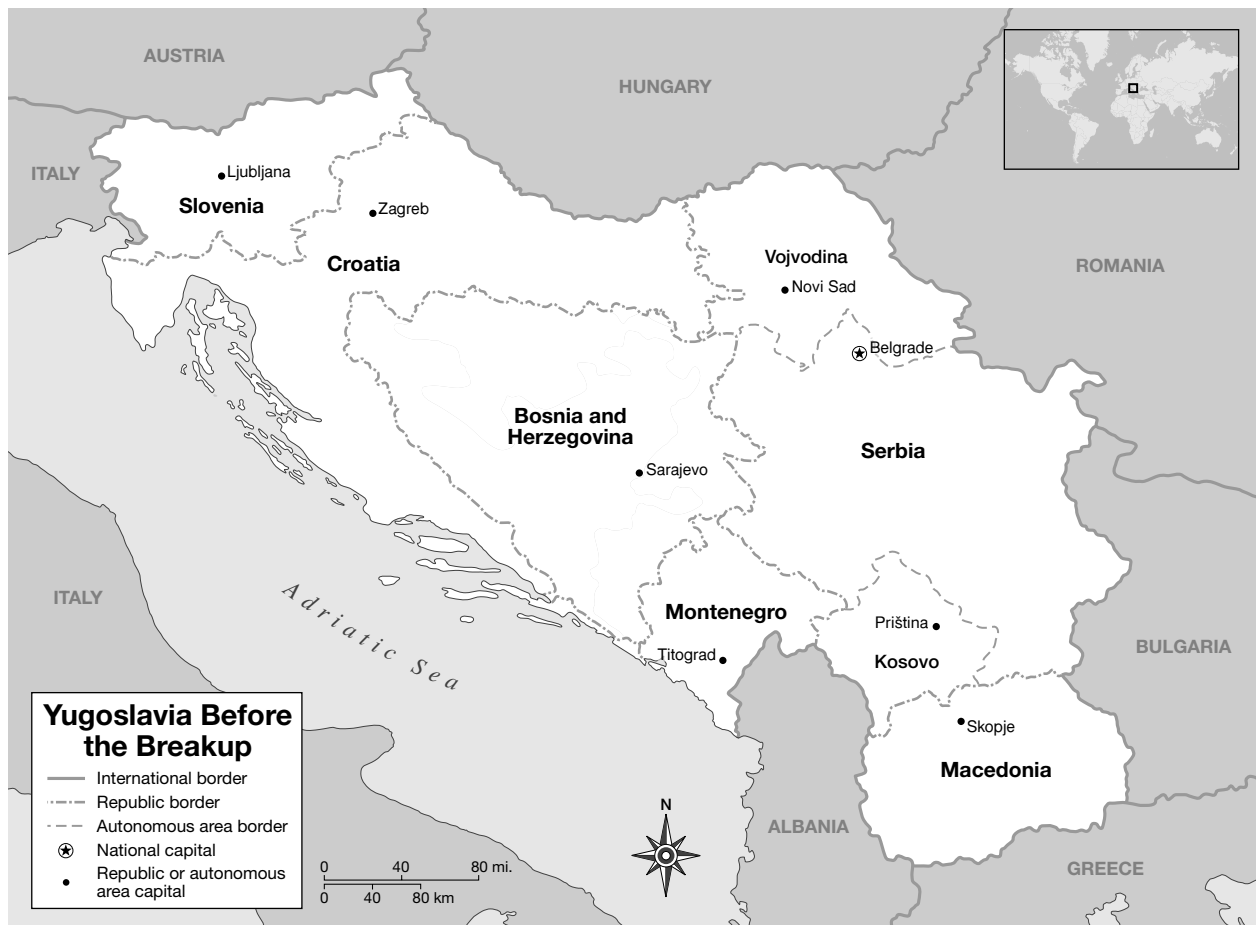 AUSTRIA
HUNGARY
ITALY
Ljubljana
Slovenia
Zagreb
Croatia
Vojvodina
Novi Sad
ROMANIA
Belgrade
Bosnia and
Herzegovina
Serbia
Sarajevo
ITALY
Adriatic Sea
Montenegro
Priština
Titograd
Kosovo
BULGARIA
Skopje
Macedonia
ALBANIA
GREECE
Yugoslavia Before
the Breakup
International border
Republic border
Autonomous area border
National capital
Republic or autonomous
area capital
0 40 80 mi.
0 40 80 km
N